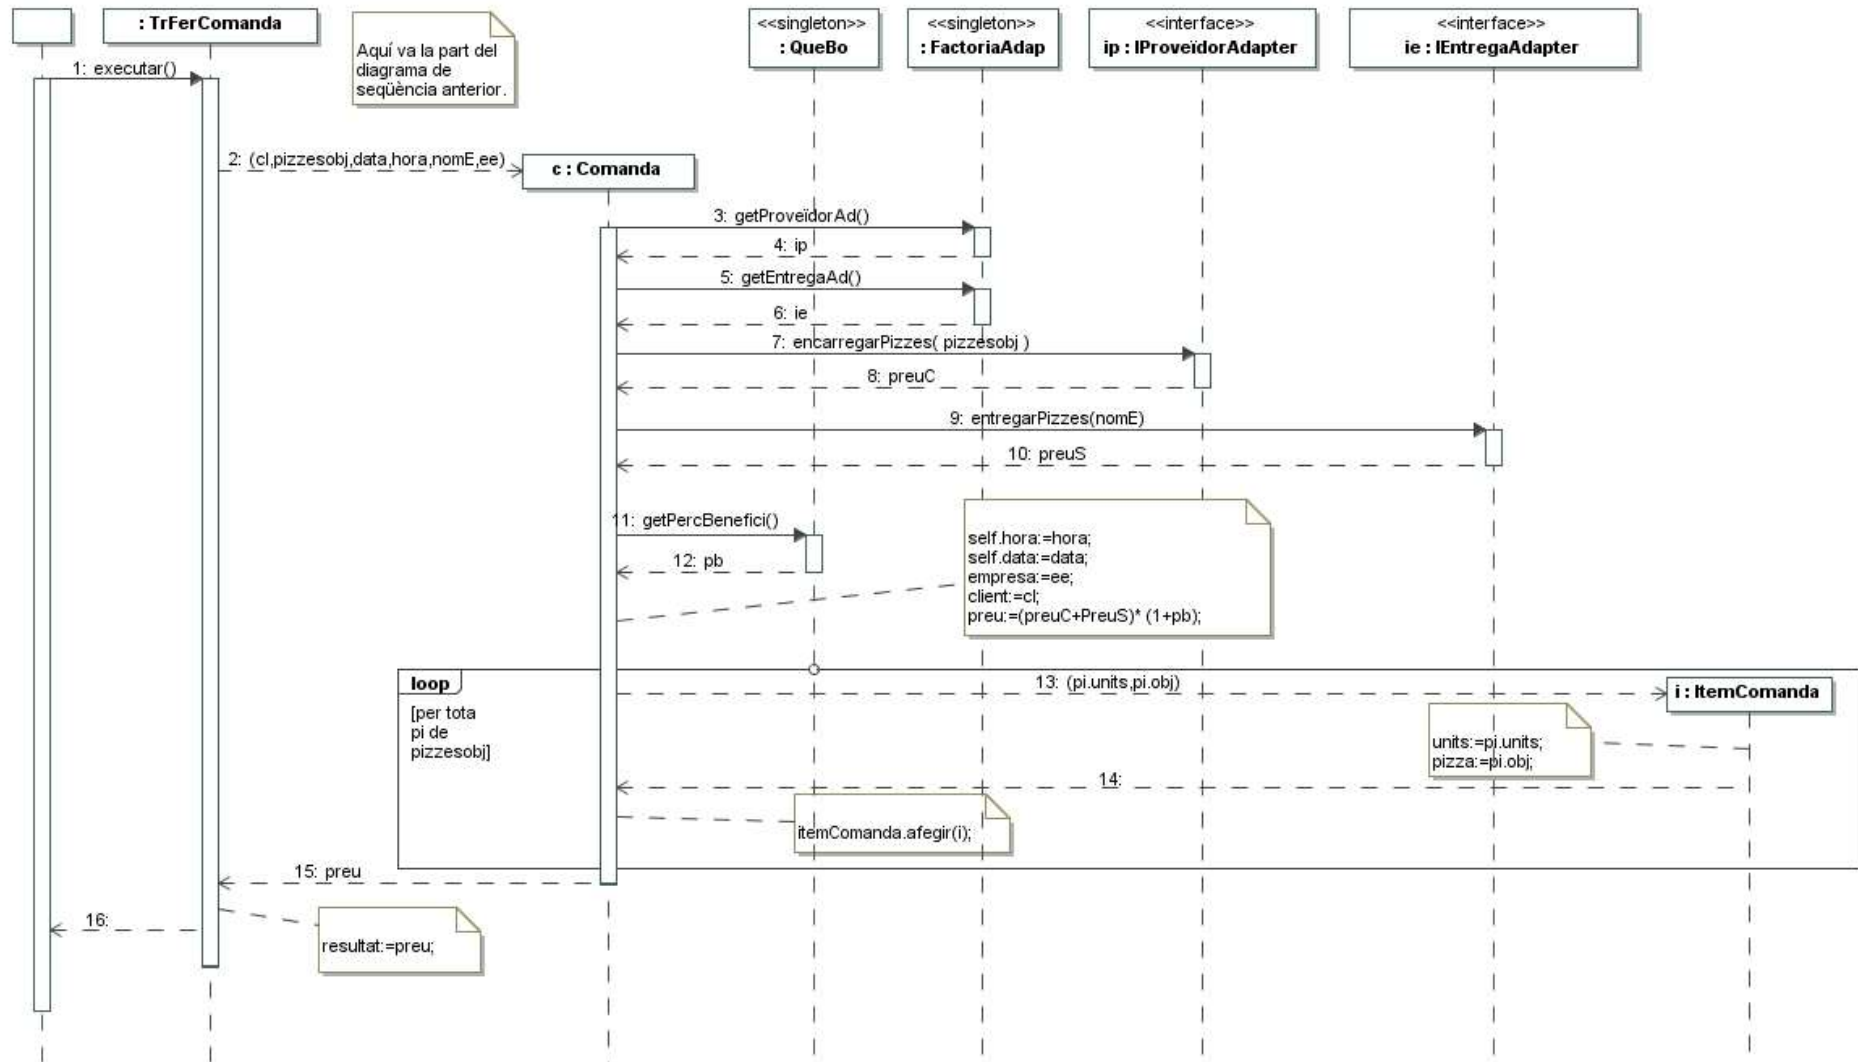 : TrFerComanda
<<singleton>>
: QueBo
<<singleton>>
: FactoriaAdap
<<interface>>
ip : IProveïdorAdapter
<<interface>>
ie : IEntregaAdapter
Aquí va la part del
diagrama de
seqüència anterior.
1: executar()
2: (cl,pizzesobj,data,hora,nomE,ee)
c : Comanda
3: getProveïdorAd()
4: ip
5: getEntregaAd()
6: ie
7: encarregarPizzes( pizzesobj )
8: preuC
9: entregarPizzes(nomE)
10: preuS
11: getPercBenefici()
12: pb
self.hora:=hora;
self.data:=data;
empresa:=ee;
client:=cl;
preu:=(preuC+PreuS)* (1+pb);
loop
[per tota
pi de
pizzesobj]
13: (pi.units,pi.obj)
i : ItemComanda
units:=pi.units;
pizza:=pi.obj;
14:
itemComanda.afegir(i);
15: preu
16:
resultat:=preu;